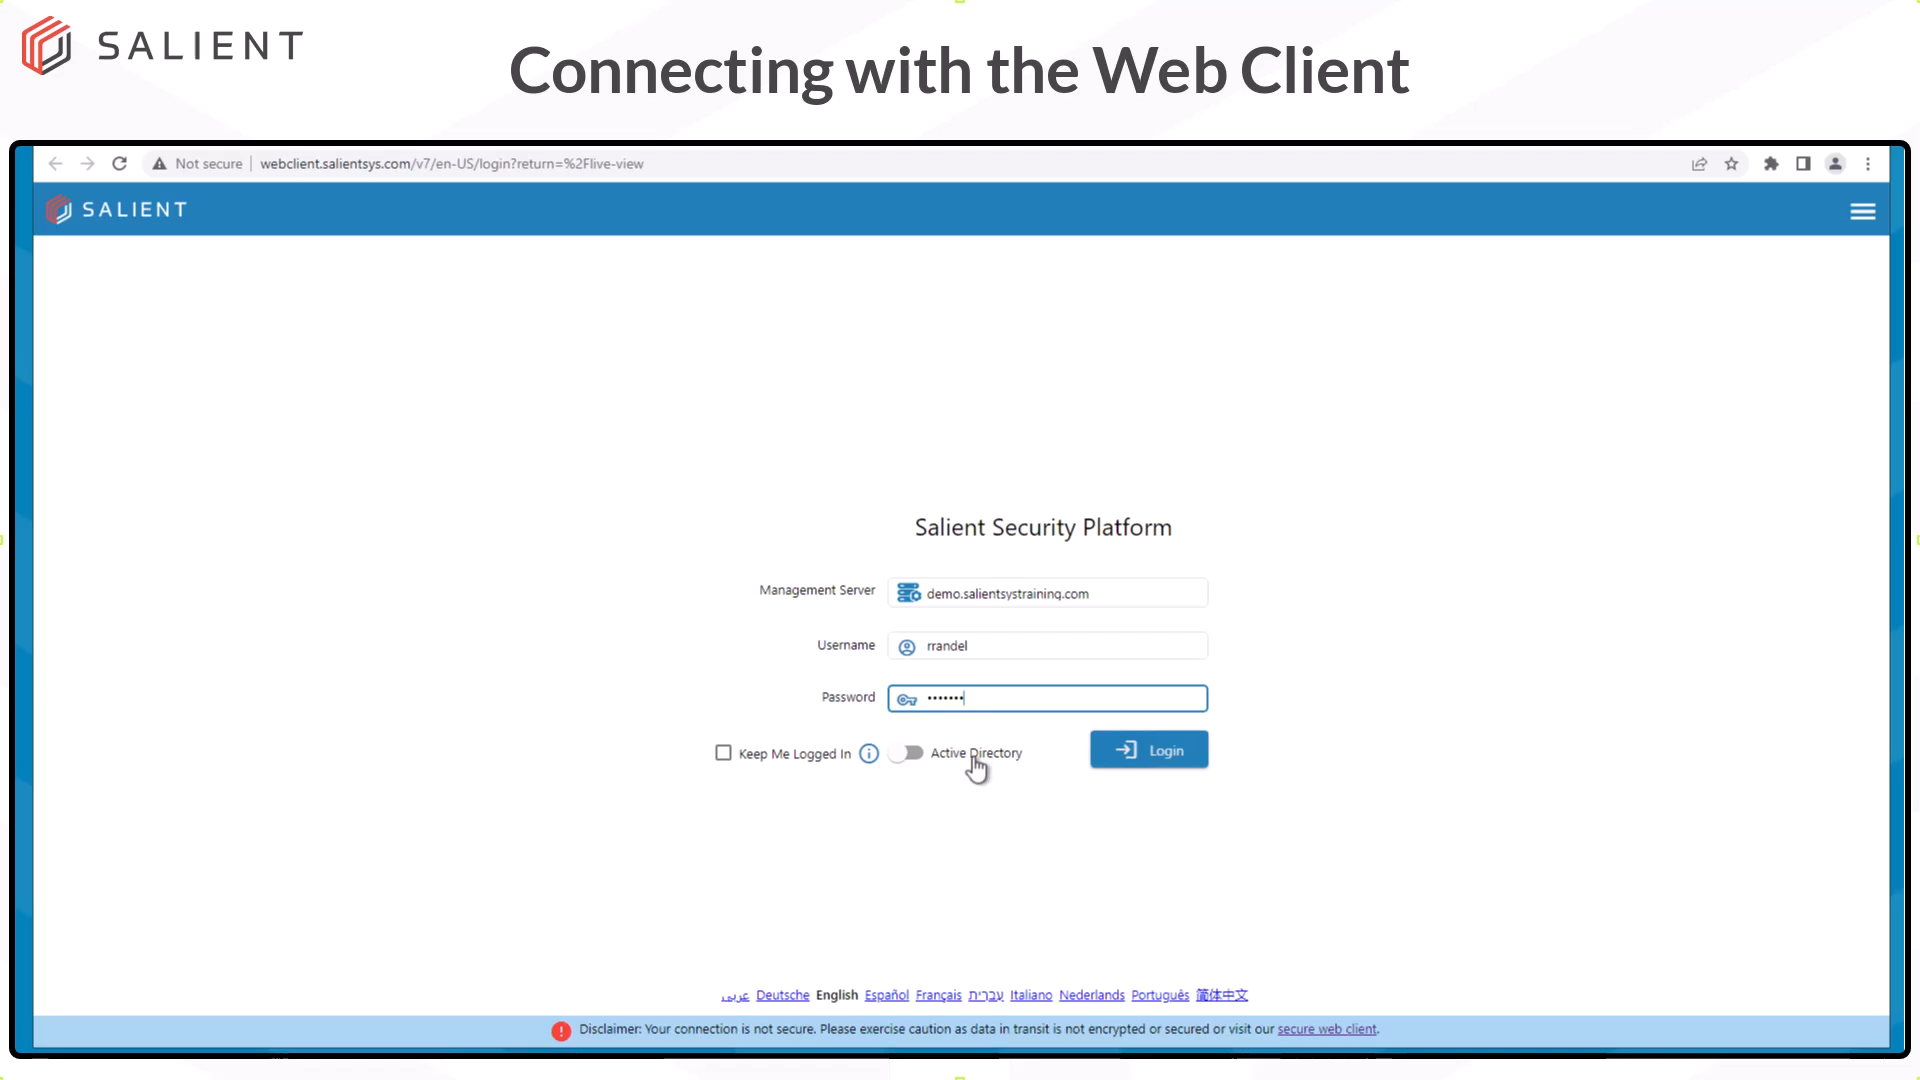 SALIENT
Connecting with the Web Client
Not secure | webclient.salientsys.com/v7/en-US/login?return=%2Flive-view
SALIENT
Salient Security Platform
Management Server demo.salientsystraining.com
Username rrandel
Password •••••••
Keep Me Logged In Active Directory Login
عربى Deutsche English Español Français עברית Italiano Nederlands Português 简体中文
Disclaimer: Your connection is not secure. Please exercise caution as data in transit is not encrypted or secured or visit our secure web client.